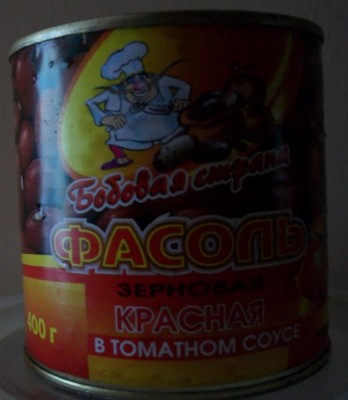 Бобовая страна
ФАСОЛЬ
ЗЕРНОВАЯ
КРАСНАЯ
400 г
В ТОМАТНОМ СОУСЕ